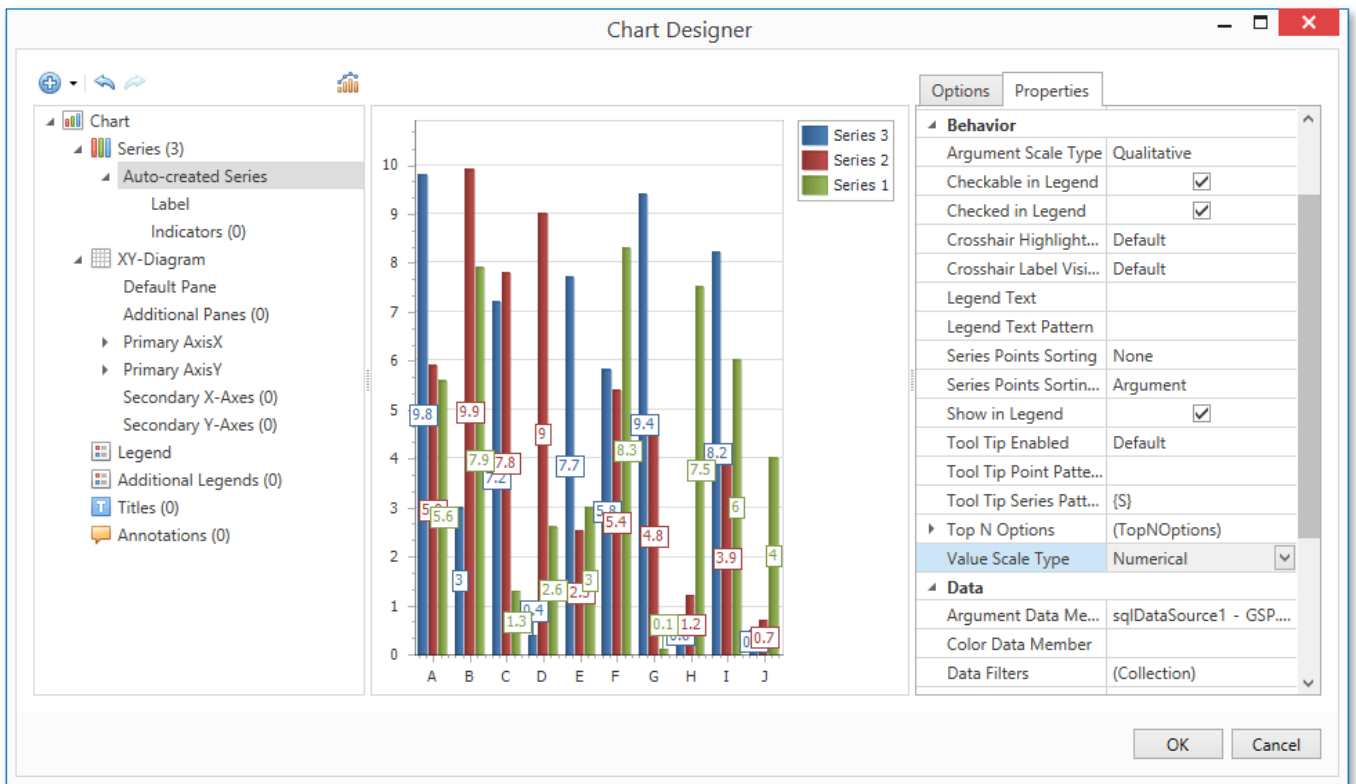 Chart Designer
Chart
Series (3)
Auto-created Series
Label
Indicators (0)
XY-Diagram
Default Pane
Additional Panes (0)
Primary AxisX
Primary AxisY
Secondary X-Axes (0)
Secondary Y-Axes (0)
Legend
Additional Legends (0)
Titles (0)
Annotations (0)
10
9
8
7
6
5
4
3
2
1
0
9.8
9.9
9
9.4
8.3
8.2
7.9
7.8
7.7
7.5
7.2
5.6
5.4
6
4.8
3.9
4
3
2.6
3
1.3
0.1
1.2
0.7
A B C D E F G H I J
Series 3
Series 2
Series 1
Options Properties
Behavior
Argument Scale Type Qualitative
Checkable in Legend
Checked in Legend
Crosshair Highlight... Default
Crosshair Label Visi... Default
Legend Text
Legend Text Pattern
Series Points Sorting None
Series Points Sortin... Argument
Show in Legend
Tool Tip Enabled Default
Tool Tip Point Patte...
Tool Tip Series Patt... {S}
Top N Options (TopNOptions)
Value Scale Type Numerical
Data
Argument Data Me... sqlDataSource1 - GSP....
Color Data Member
Data Filters (Collection)
OK Cancel